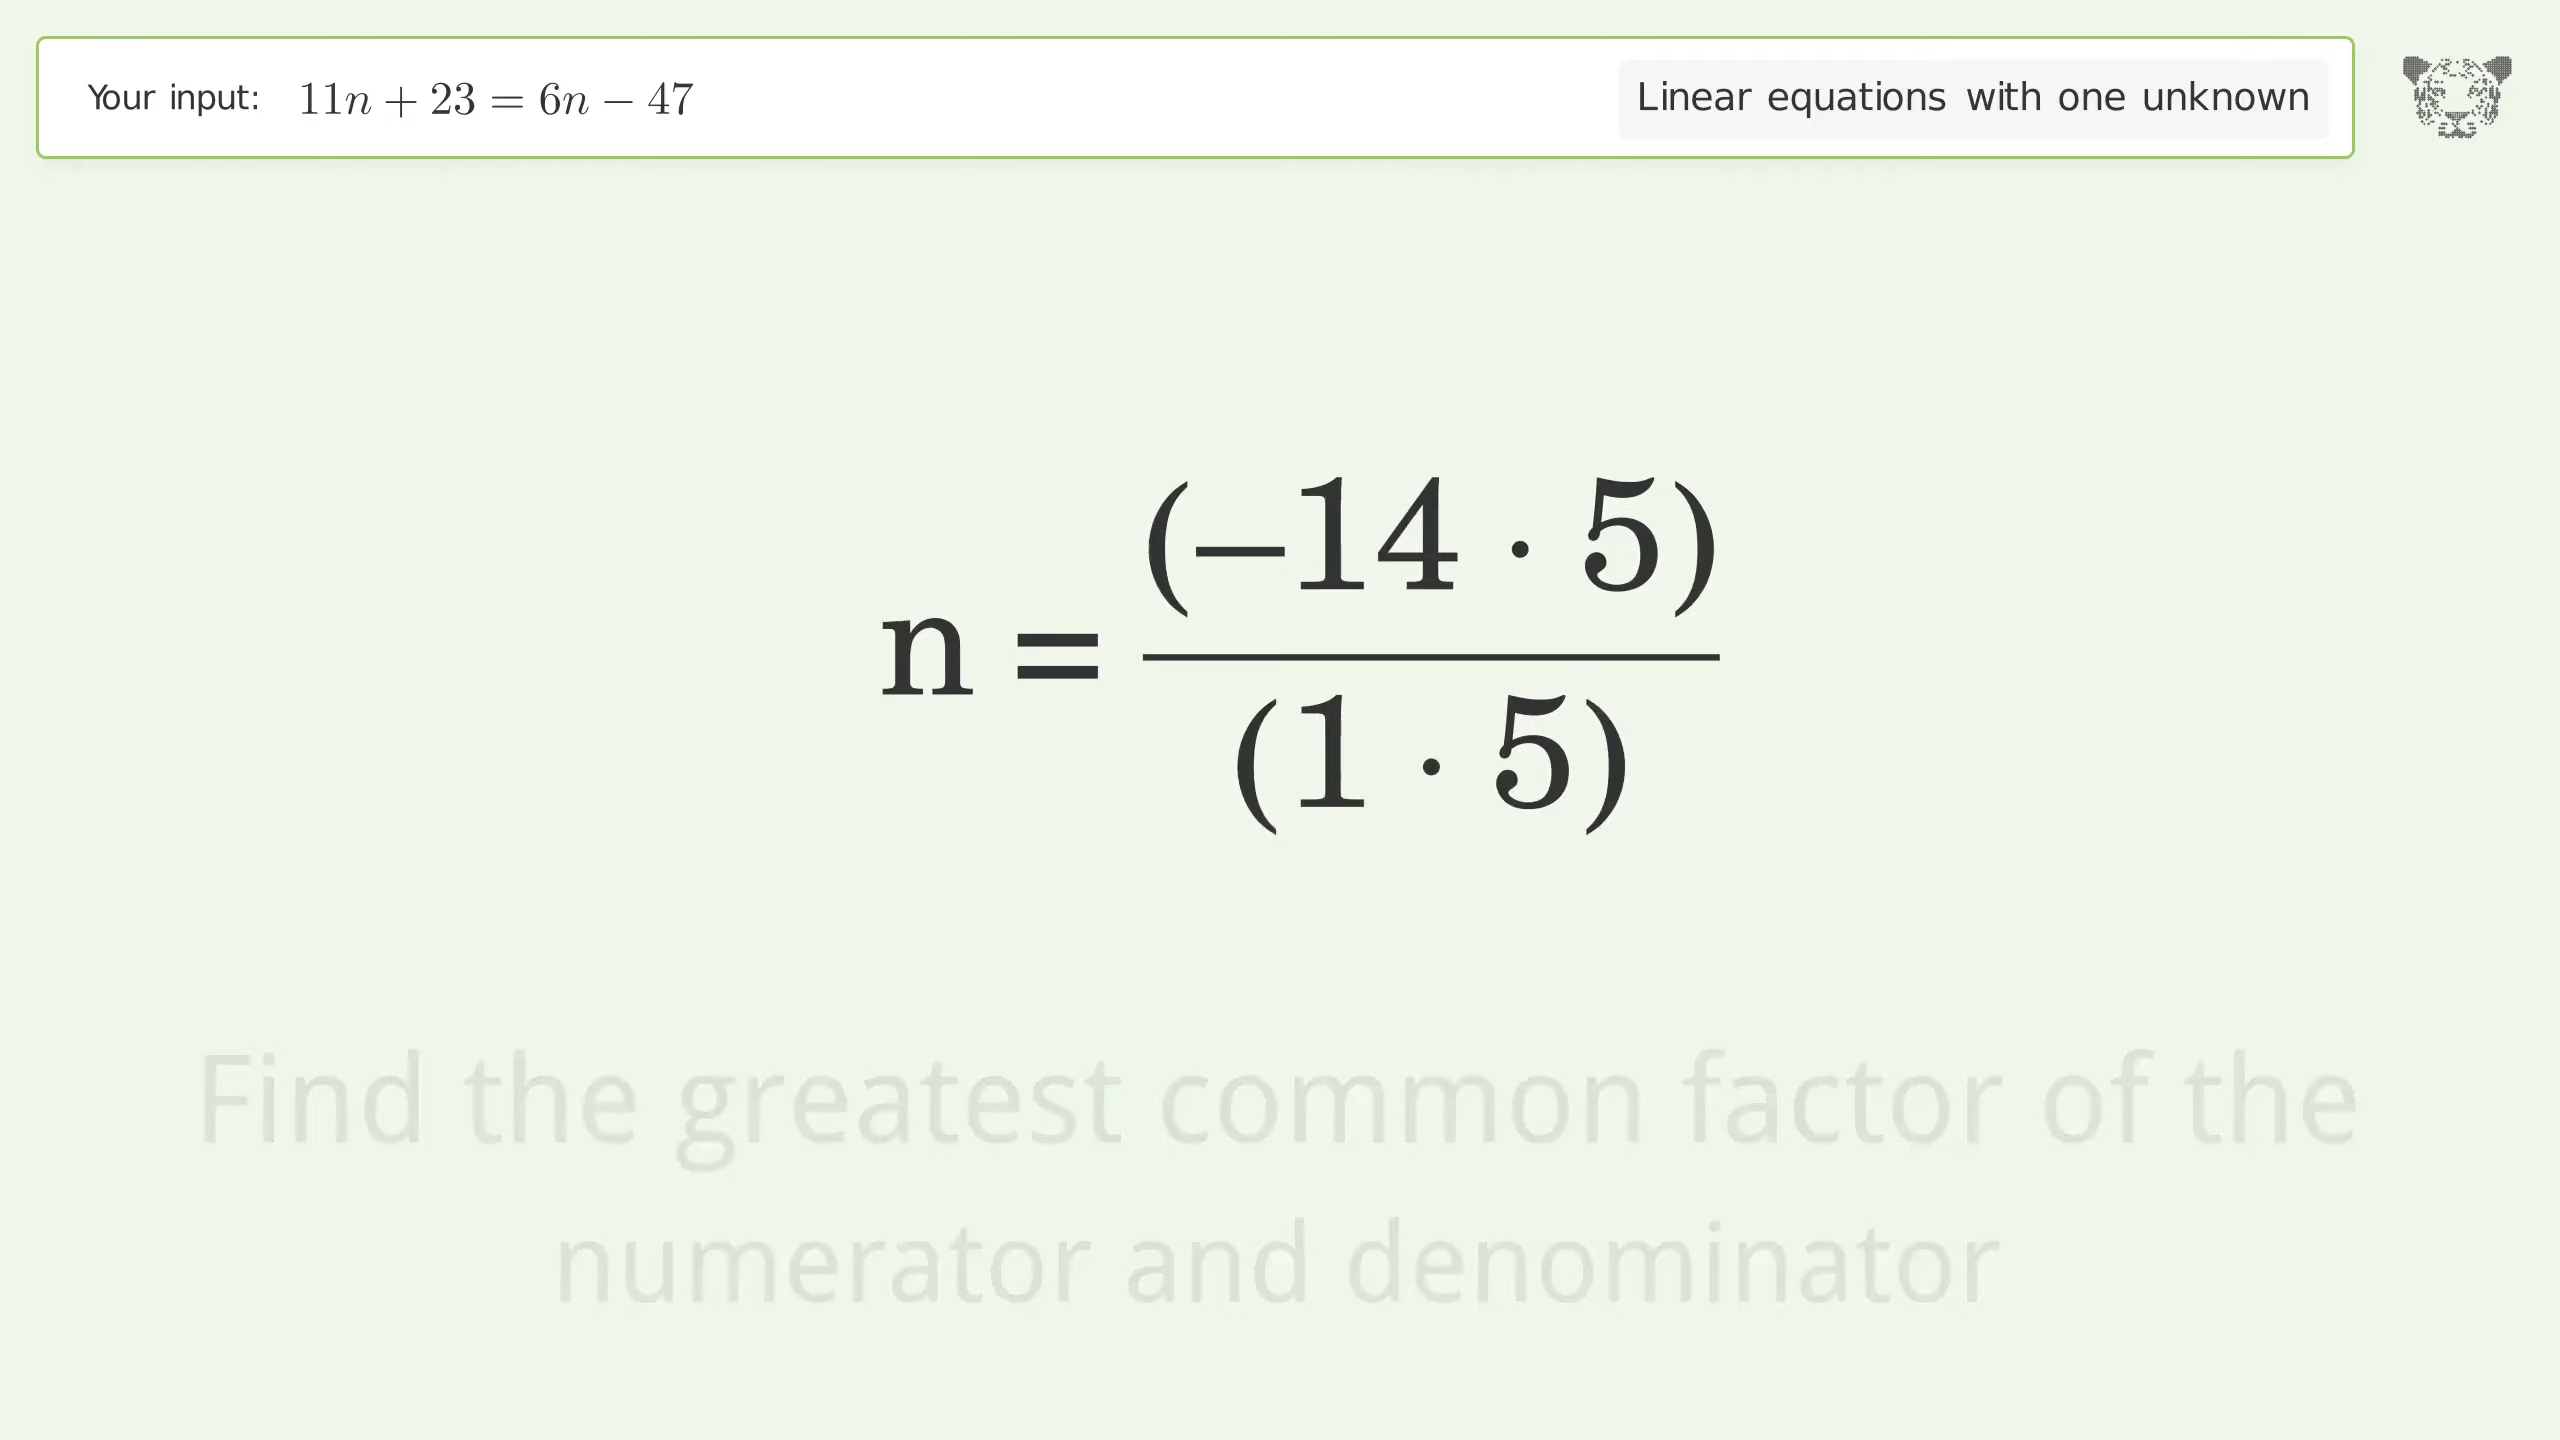 Your input: 11n + 23 = 6n − 47
Linear equations with one unknown
n = (−14 · 5) / (1 · 5)
Find the greatest common factor of the
numerator and denominator